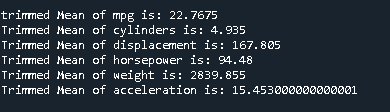 trimmed Mean of mpg is: 22.7675
Trimmed Mean of cylinders is: 4.935
Trimmed Mean of displacement is: 167.805
Trimmed Mean of horsepower is: 94.48
Trimmed Mean of weight is: 2839.855
Trimmed Mean of acceleration is: 15.453000000000001